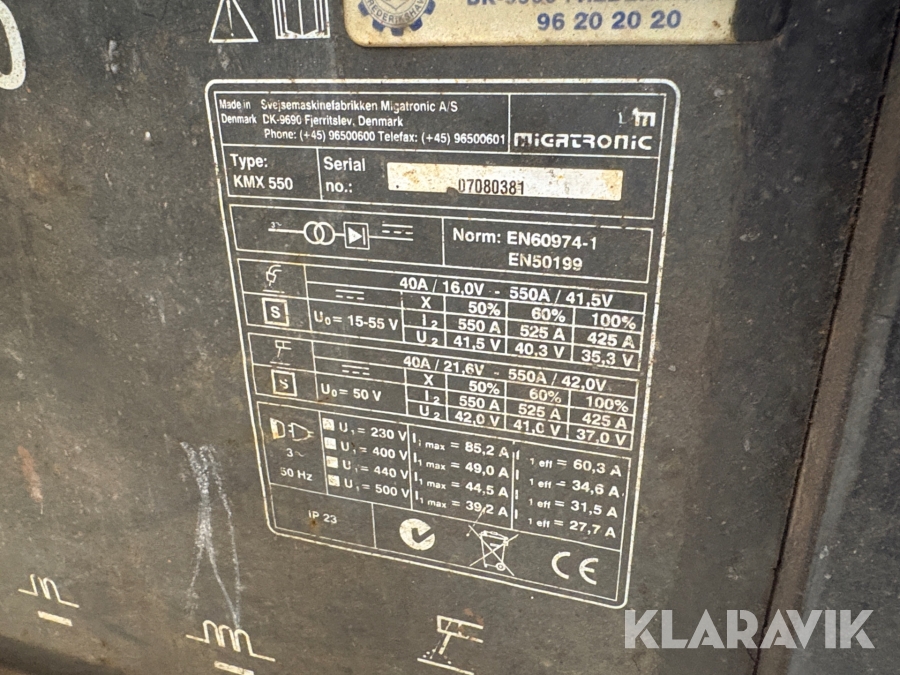 96 20 20 20
Made in Svejsemaskinefabrikken Migatronic A/S
Denmark DK-9690 Fjerritslev, Denmark
Phone: (+45) 96500600 Telefax: (+45) 96500601
MIGATRONIC
Type:
KMX 550
Serial
no.:
07080381
3~
Norm: EN60974-1
EN50199
40A / 16,0V - 550A / 41,5V
S
U0= 15-55 V
X 50% 60% 100%
I2 550 A 525 A 425 A
U2 41,5 V 40,3 V 35,3 V
40A / 21,6V - 550A / 42,0V
S
U0= 50 V
X 50% 60% 100%
I2 550 A 525 A 425 A
U2 42,0 V 41,0 V 37,0 V
3~
50 Hz
U1 = 230 V I1 max = 85,2 A I1 eff = 60,3 A
U1 = 400 V I1 max = 49,0 A I1 eff = 34,6 A
U1 = 440 V I1 max = 44,5 A I1 eff = 31,5 A
U1 = 500 V I1 max = 39,2 A I1 eff = 27,7 A
IP 23
CE
KLARAVIK